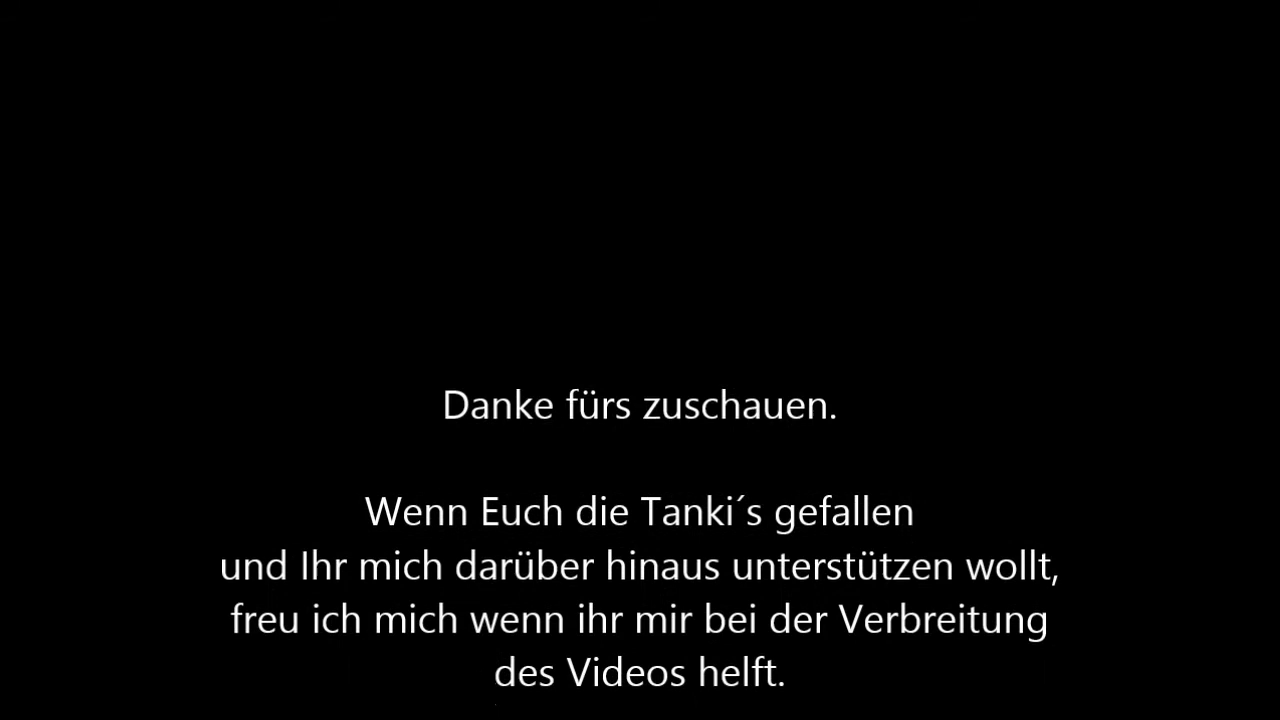 Danke fürs zuschauen.
Wenn Euch die Tanki´s gefallen
und Ihr mich darüber hinaus unterstützen wollt,
freu ich mich wenn ihr mir bei der Verbreitung
des Videos helft.